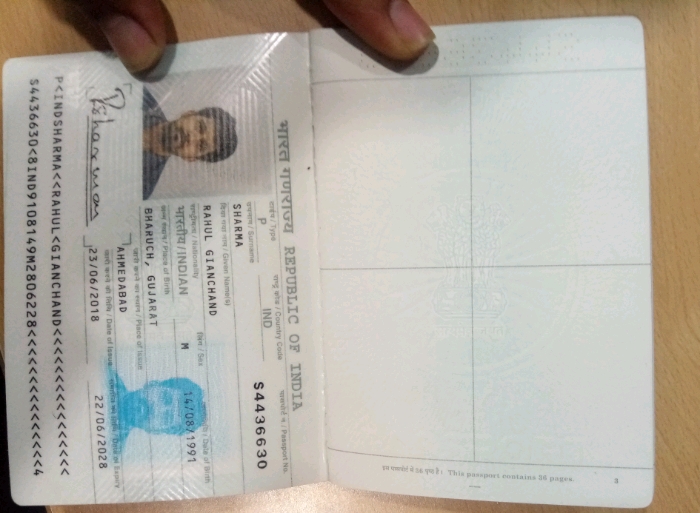 भारत गणराज्य REPUBLIC OF INDIA
टाईप / Type
राष्ट्र कोड / Country Code
पासपोर्ट न. / Passport No.
P
IND
S4436630
उपनाम / Surname
SHARMA
दिया गया नाम / Given Name(s)
RAHUL GIANCHAND
राष्ट्रीयता / Nationality
लिंग / Sex
जन्मतिथि / Date of Birth
भारतीय / INDIAN
M
14/08/1991
जन्म स्थान / Place of Birth
BHARUCH, GUJARAT
जारी करने का स्थान / Place of Issue
AHMEDABAD
जारी करने की तिथि / Date of Issue
समाप्ति की तिथि / Date of Expiry
23/06/2018
22/06/2028
P<INDSHARMA<<RAHUL<GIANCHAND<<<<<<<<<<<<<<<<
S4436630<8IND9108149M2806228<<<<<<<<<<<<<<<4
इस पासपोर्ट में 36 पृष्ठ हैं। This passport contains 36 pages.
3